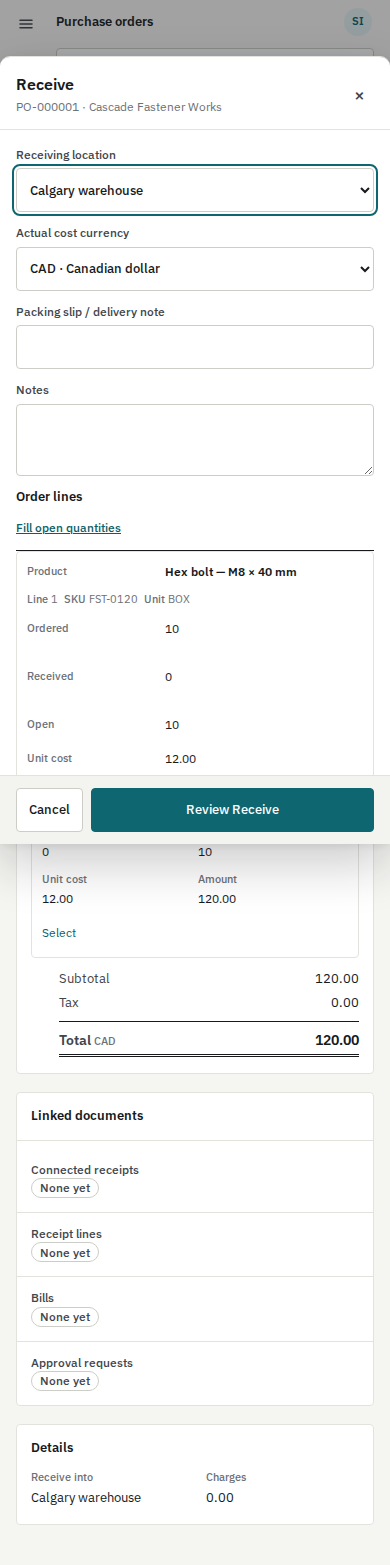 Purchase orders
SI
Receive
×
PO-000001 · Cascade Fastener Works
Receiving location
Calgary warehouse
Actual cost currency
CAD · Canadian dollar
Packing slip / delivery note
Notes
Order lines
Fill open quantities
Product Hex bolt — M8 × 40 mm
Line 1 SKU FST-0120 Unit BOX
Ordered 10
Received 0
Open 10
Unit cost 12.00
Cancel Review Receive
0 10
Unit cost Amount
12.00 120.00
Select
Subtotal 120.00
Tax 0.00
Total CAD 120.00
Linked documents
Connected receipts
None yet
Receipt lines
None yet
Bills
None yet
Approval requests
None yet
Details
Receive into Charges
Calgary warehouse 0.00